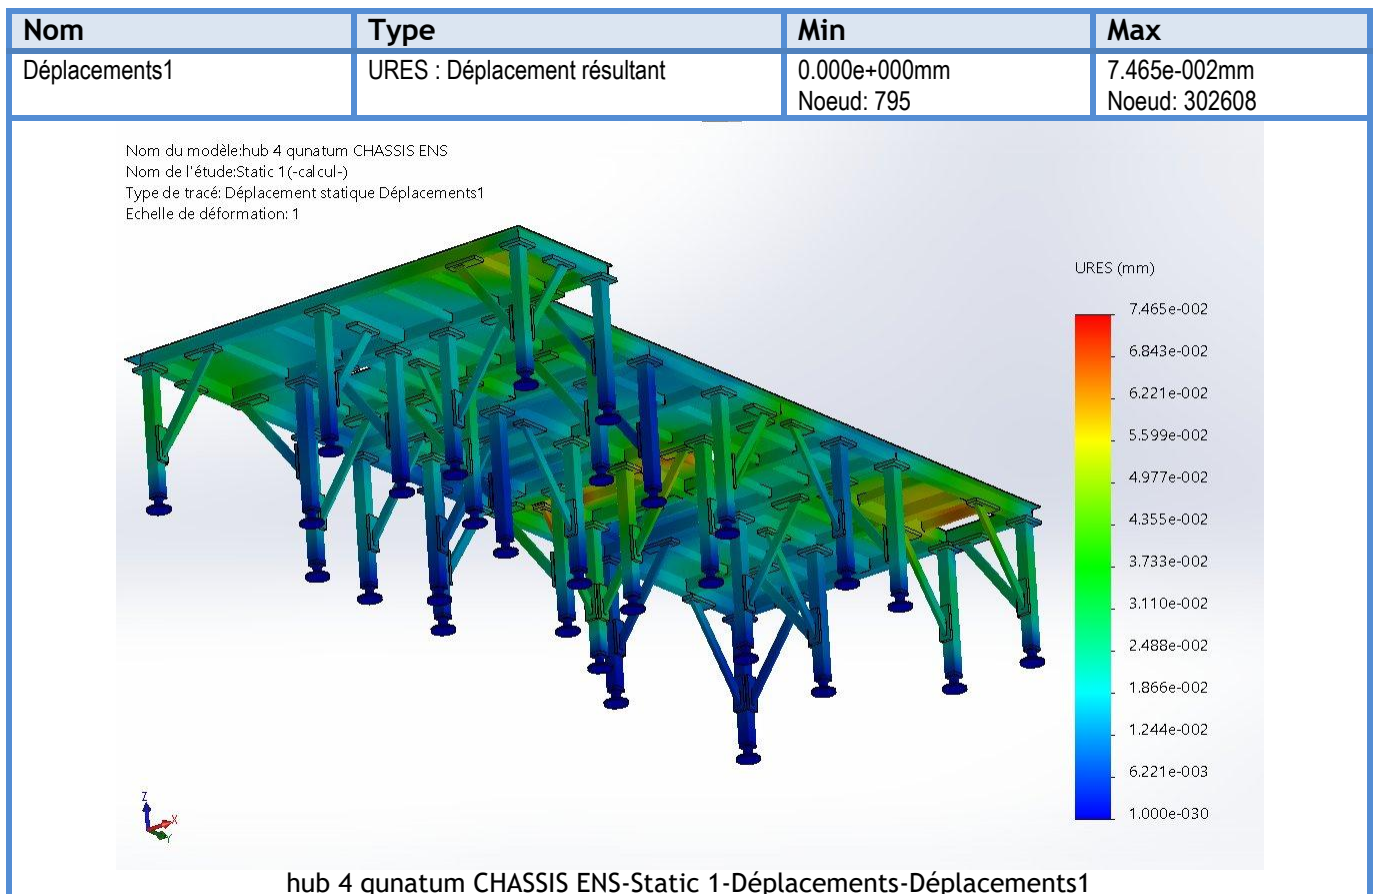 Nom Type Min Max
Déplacements1 URES : Déplacement résultant 0.000e+000mm 7.465e-002mm
Noeud: 795 Noeud: 302608
Nom du modèle:hub 4 qunatum CHASSIS ENS
Nom de l'étude:Static 1(-calcul-)
Type de tracé: Déplacement statique Déplacements1
Echelle de déformation: 1
URES (mm)
7.465e-002
6.843e-002
6.221e-002
5.599e-002
4.977e-002
4.355e-002
3.733e-002
3.110e-002
2.488e-002
1.866e-002
1.244e-002
6.221e-003
1.000e-030
Z
X
Y
hub 4 qunatum CHASSIS ENS-Static 1-Déplacements-Déplacements1